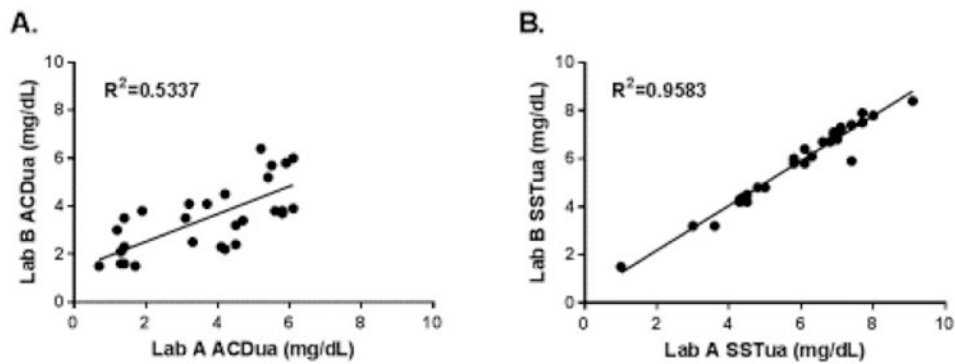 A.
R²=0.5337
Lab B ACDua (mg/dL)
10
8
6
4
2
0
0 2 4 6 8 10
Lab A ACDua (mg/dL)
B.
R²=0.9583
Lab B SSTua (mg/dL)
10
8
6
4
2
0
0 2 4 6 8 10
Lab A SSTua (mg/dL)